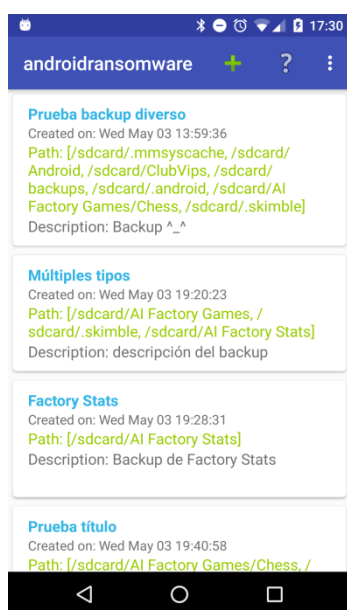 17:30
androidransomware + ?
Prueba backup diverso
Created on: Wed May 03 13:59:36
Path: [/sdcard/.mmsyscache, /sdcard/
Android, /sdcard/ClubVips, /sdcard/
backups, /sdcard/.android, /sdcard/AI
Factory Games/Chess, /sdcard/.skimble]
Description: Backup ^_^
Múltiples tipos
Created on: Wed May 03 19:20:23
Path: [/sdcard/AI Factory Games, /
sdcard/.skimble, /sdcard/AI Factory Stats]
Description: descripción del backup
Factory Stats
Created on: Wed May 03 19:28:31
Path: [/sdcard/AI Factory Stats]
Description: Backup de Factory Stats
Prueba título
Created on: Wed May 03 19:40:58
Path: [/sdcard/AI Factory Games/Chess, /